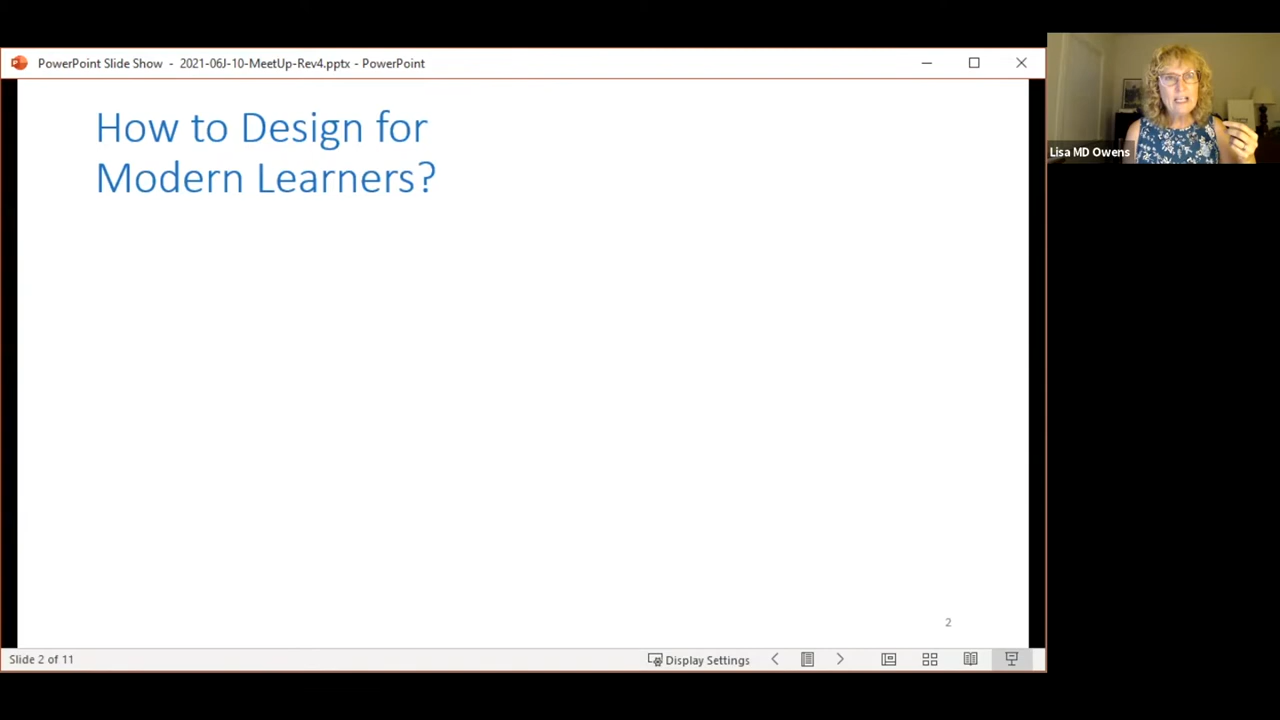 PowerPoint Slide Show - 2021-06J-10-MeetUp-Rev4.pptx - PowerPoint
Lisa MD Owens
How to Design for
Modern Learners?
2
Slide 2 of 11
Display Settings